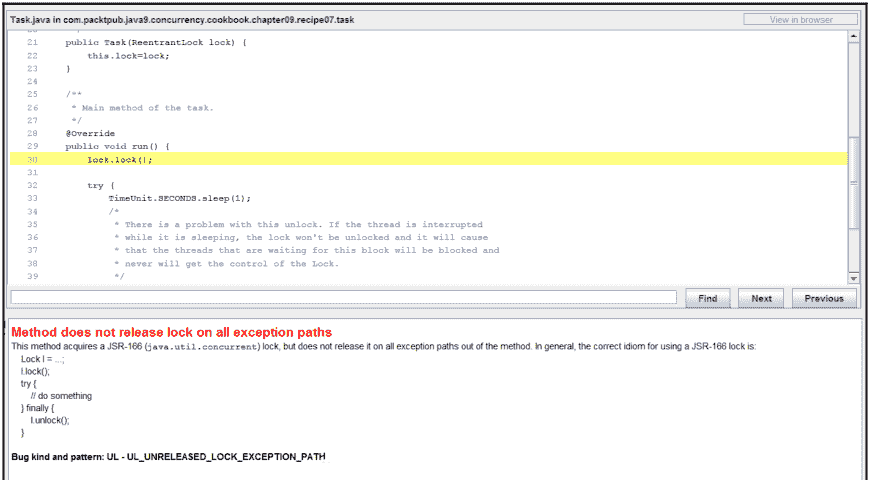 Task.java in com.packtpub.java9.concurrency.cookbook.chapter09.recipe07.task
View in browser
21 public Task(ReentrantLock lock) {
22 this.lock=lock;
23 }
24
25 /**
26 * Main method of the task.
27 */
28 @Override
29 public void run() {
30 lock.lock();
31
32 try {
33 TimeUnit.SECONDS.sleep(1);
34 /*
35 * There is a problem with this unlock. If the thread is interrupted
36 * while it is sleeping, the lock won't be unlocked and it will cause
37 * that the threads that are waiting for this block will be blocked and
38 * never will get the control of the Lock.
39 */
Find Next Previous
Method does not release lock on all exception paths
This method acquires a JSR-166 (java.util.concurrent) lock, but does not release it on all exception paths out of the method. In general, the correct idiom for using a JSR-166 lock is:
Lock l = ...;
l.lock();
try {
// do something
} finally {
l.unlock();
}
Bug kind and pattern: UL - UL_UNRELEASED_LOCK_EXCEPTION_PATH